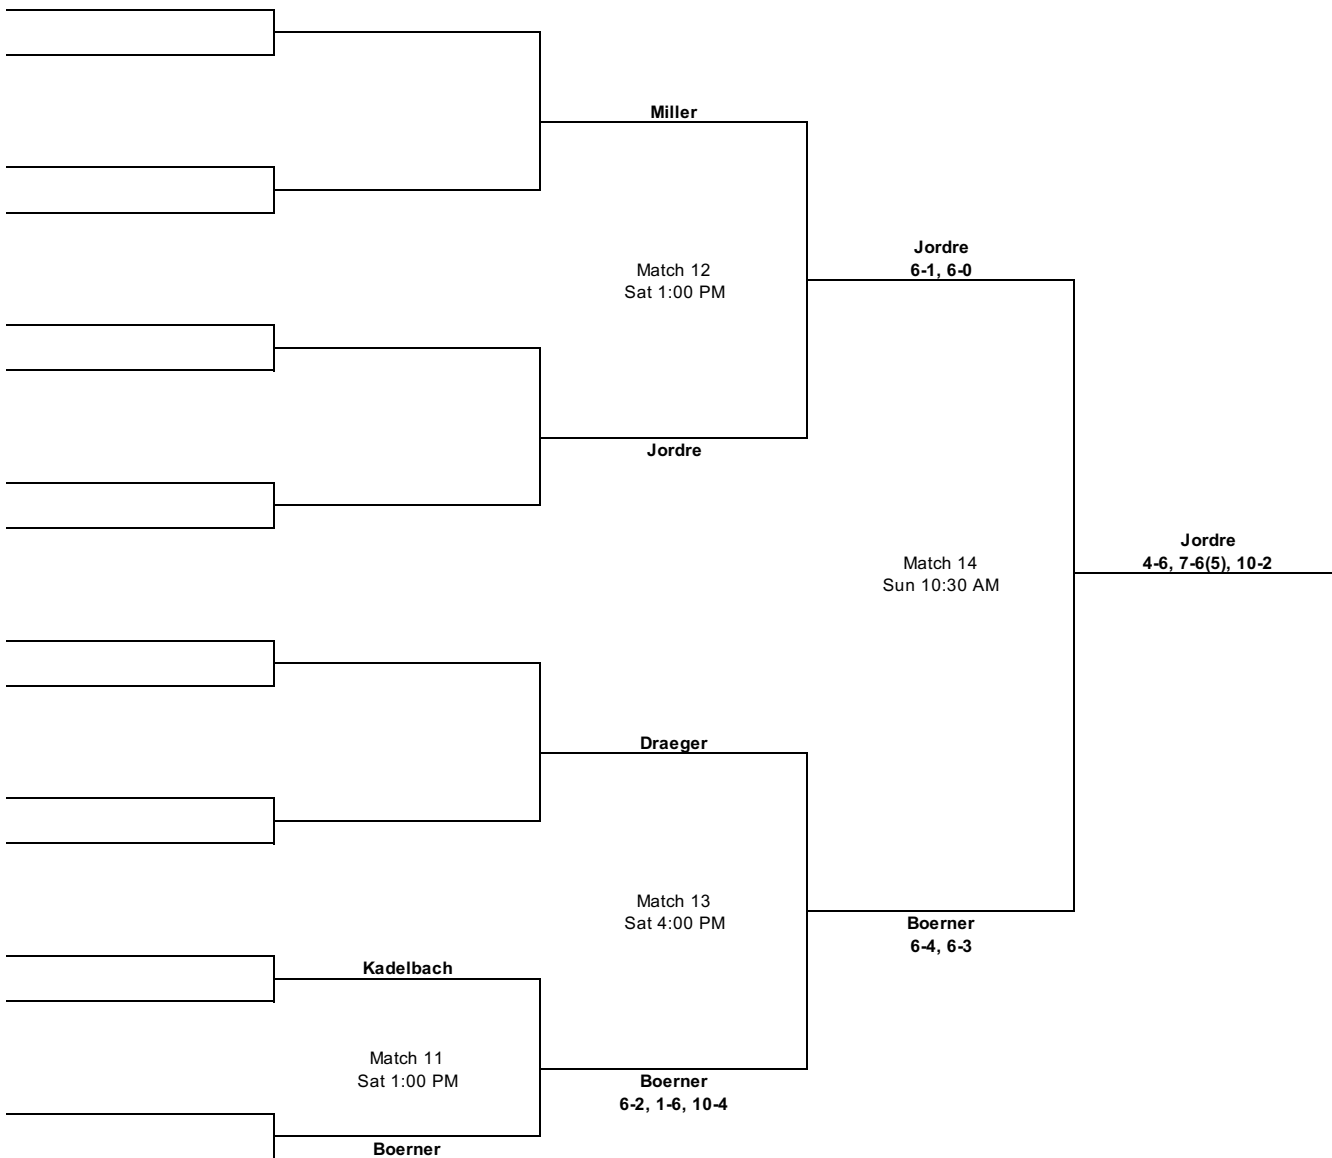 Miller
Match 12
Sat 1:00 PM
Jordre
6-1, 6-0
Jordre
Match 14
Sun 10:30 AM
Jordre
4-6, 7-6(5), 10-2
Draeger
Match 13
Sat 4:00 PM
Boerner
6-4, 6-3
Kadelbach
Match 11
Sat 1:00 PM
Boerner
6-2, 1-6, 10-4
Boerner